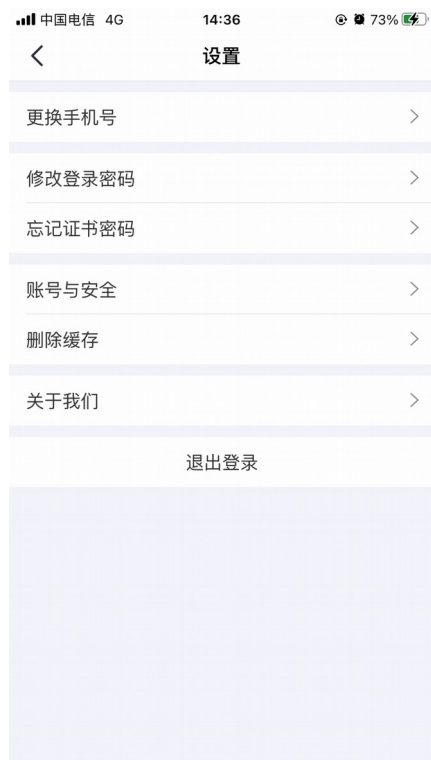 中国电信 4G 14:36 73%
设置
更换手机号
修改登录密码
忘记证书密码
账号与安全
删除缓存
关于我们
退出登录